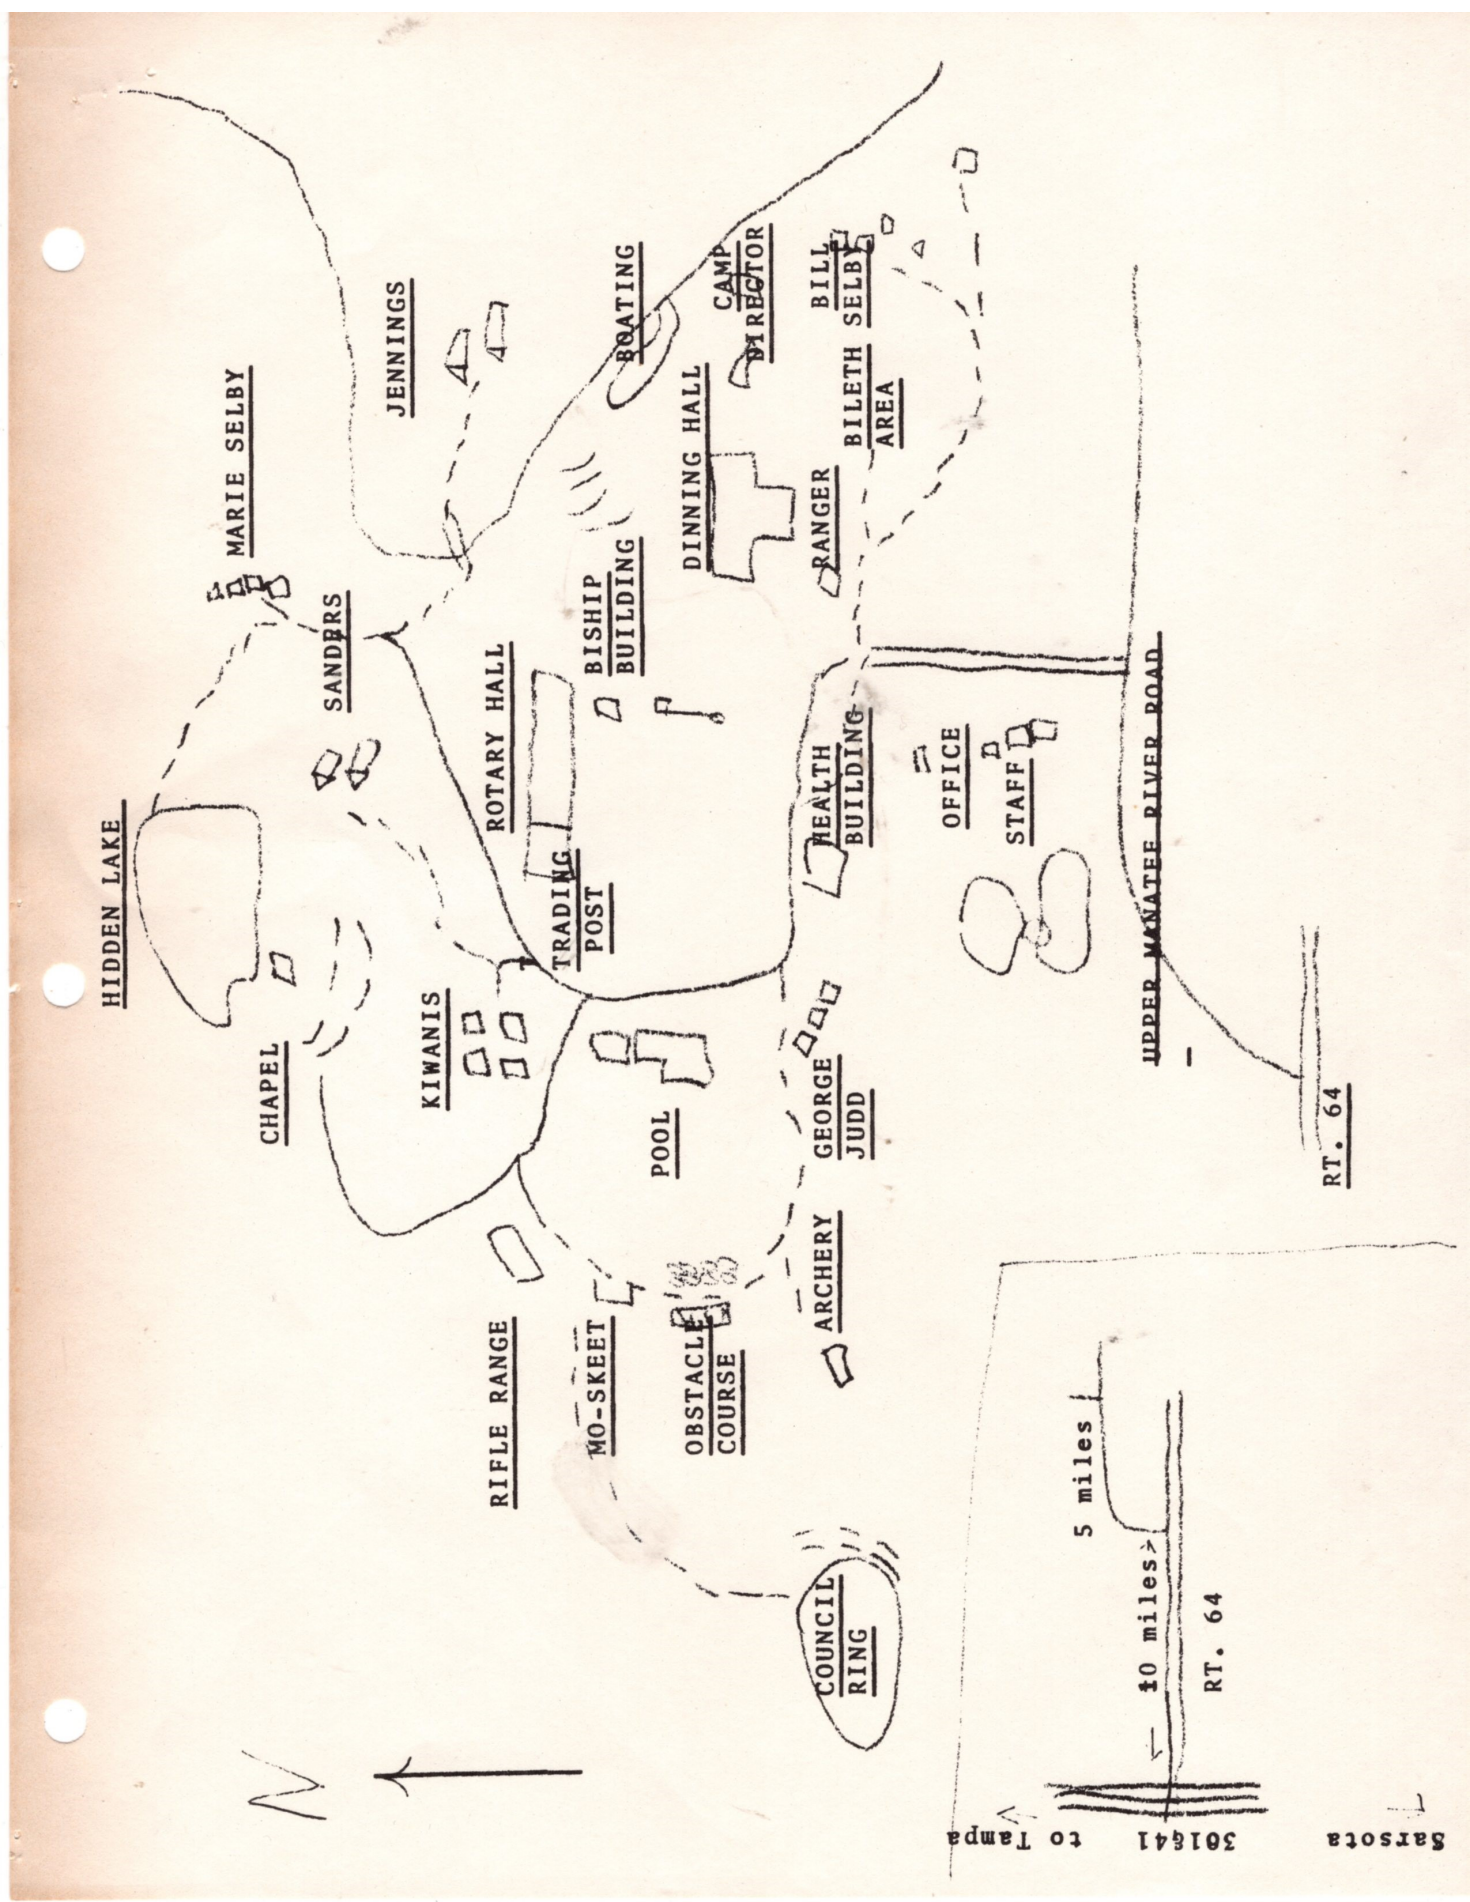 HIDDEN LAKE
MARIE SELBY
N
CHAPEL
SANDERS
JENNINGS
KIWANIS
RIFLE RANGE
ROTARY HALL
MO-SKEET
TRADING
POST
BISHIP
BUILDING
BOATING
POOL
OBSTACLE
COURSE
DINNING HALL
CAMP
DIRECTOR
COUNCIL
RING
ARCHERY
GEORGE
JUDD
HEALTH
BUILDING
RANGER
BILETH
AREA
BILL
SELBY
OFFICE
STAFF
UPPER MANATEE RIVER ROAD
RT. 64
5 miles
10 miles
RT. 64
to Tampa
301&41
Sarsota